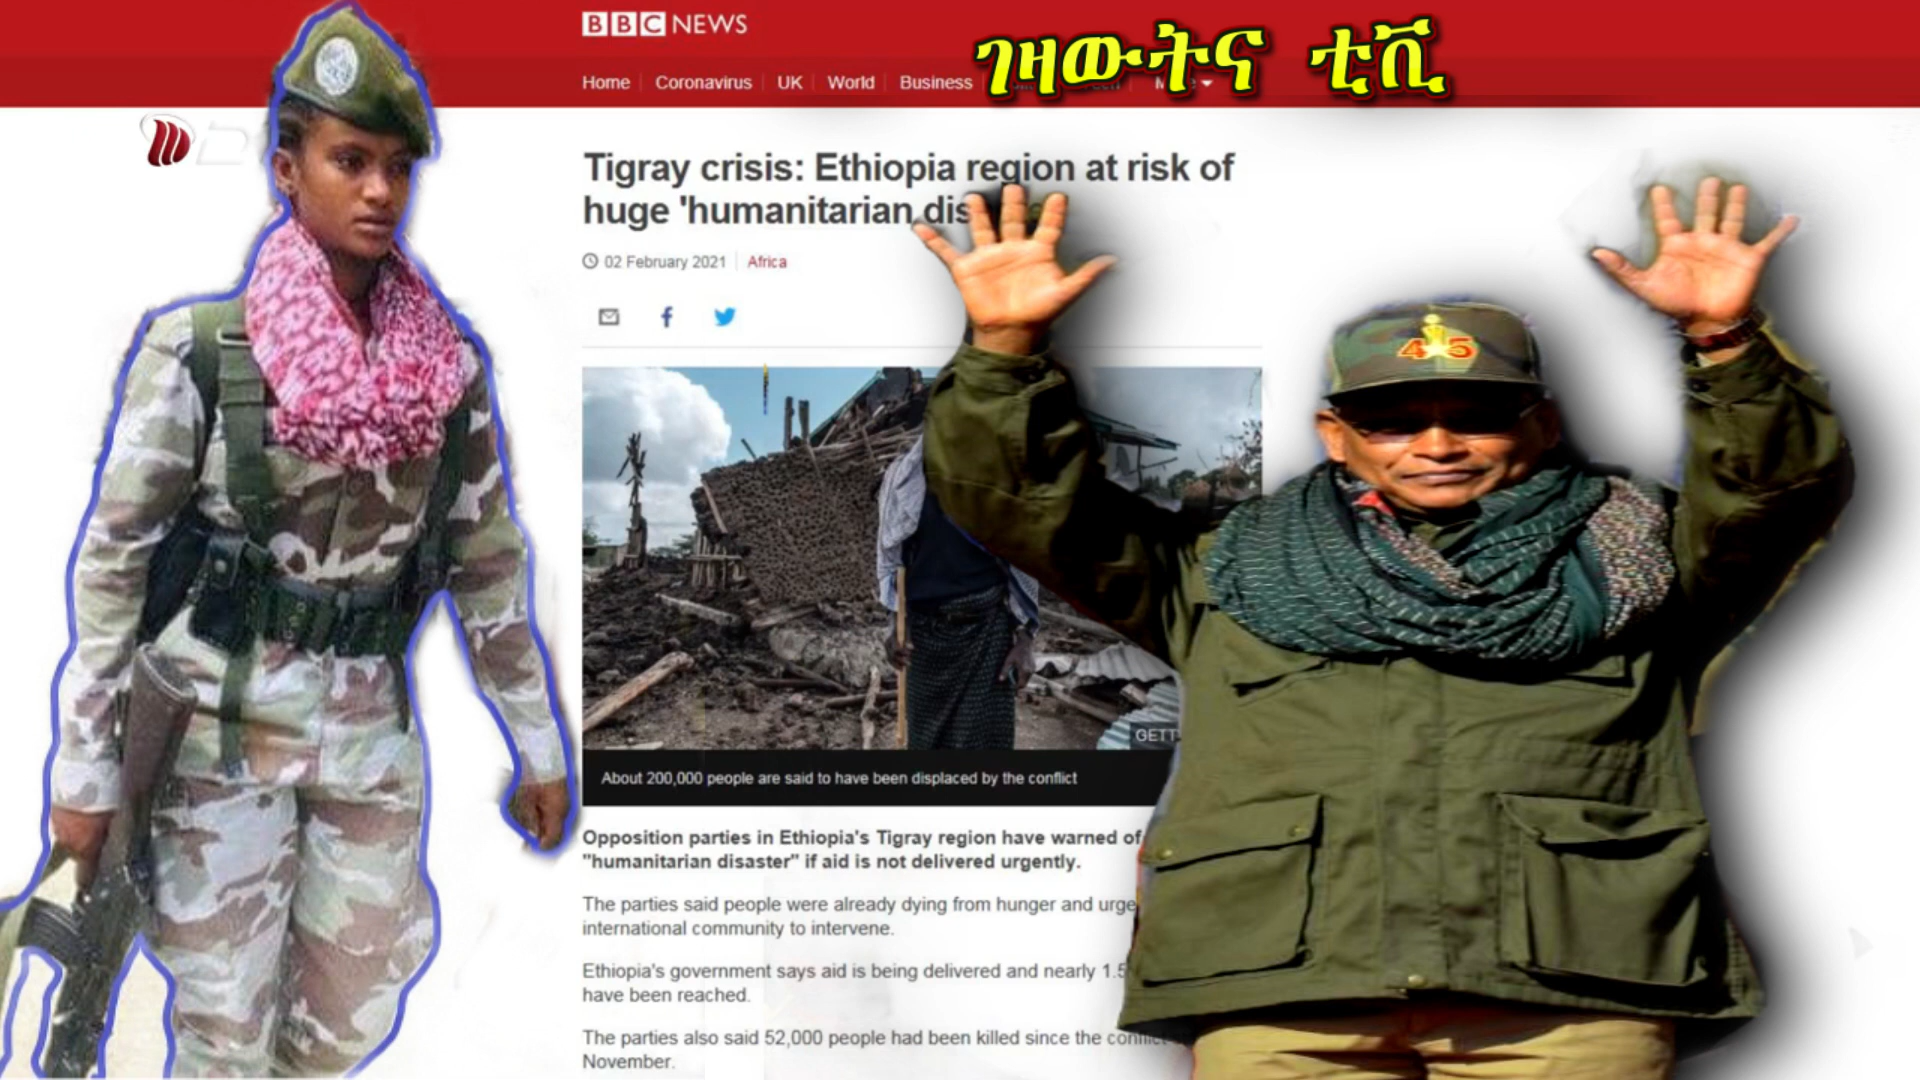 BBC NEWS
ገዛውትና ቲቪ
Home Coronavirus UK World Business
Tigray crisis: Ethiopia region at risk of
huge 'humanitarian dis
02 February 2021 Africa
45
GETT
About 200,000 people are said to have been displaced by the conflict
Opposition parties in Ethiopia's Tigray region have warned of
"humanitarian disaster" if aid is not delivered urgently.
The parties said people were already dying from hunger and urge
international community to intervene.
Ethiopia's government says aid is being delivered and nearly 1.5
have been reached.
The parties also said 52,000 people had been killed since the conflict
November.